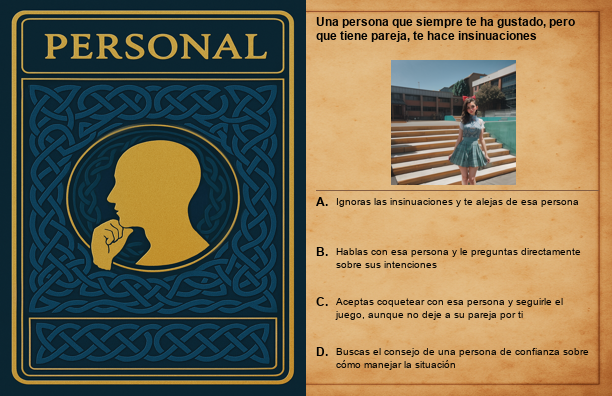 PERSONAL
Una persona que siempre te ha gustado, pero
que tiene pareja, te hace insinuaciones
A. Ignoras las insinuaciones y te alejas de esa persona
B. Hablas con esa persona y le preguntas directamente
sobre sus intenciones
C. Aceptas coquetear con esa persona y seguirle el
juego, aunque no deje a su pareja por ti
D. Buscas el consejo de una persona de confianza sobre
cómo manejar la situación